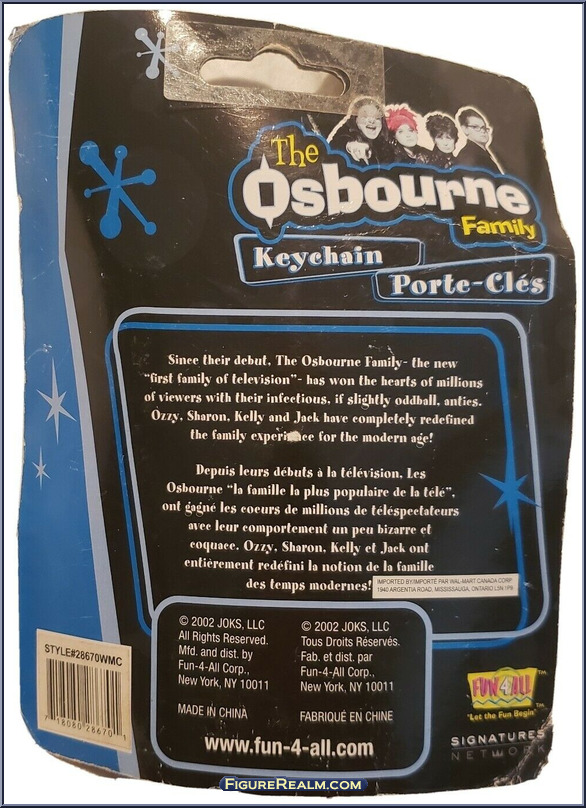 The
Osbourne
Family
Keychain
Porte-Clés
Since their debut, The Osbourne Family- the new
"first family of television"- has won the hearts of millions
of viewers with their infectious, if slightly oddball, antics.
Ozzy, Sharon, Kelly and Jack have completely redefined
the family experience for the modern age!
Depuis leurs débuts à la télévision, Les
Osbourne "la famille la plus populaire de la télé",
ont gagné les coeurs de millions de téléspectateurs
avec leur comportement un peu bizarre et
coquace. Ozzy, Sharon, Kelly et Jack ont
entièrement redéfini la notion de la famille
des temps modernes!
IMPORTED BY/IMPORTÉ PAR WAL-MART CANADA CORP.
1940 ARGENTIA ROAD, MISSISSAUGA, ONTARIO L5N 1P9
© 2002 JOKS, LLC
All Rights Reserved.
Mfd. and dist. by
Fun-4-All Corp.,
New York, NY 10011
MADE IN CHINA
© 2002 JOKS, LLC
Tous Droits Réservés.
Fab. et dist. par
Fun-4-All Corp.,
New York, NY 10011
FABRIQUÉ EN CHINE
www.fun-4-all.com
STYLE#28670WMC
7 18080 28670 1
FUN 4 ALL™
"Let the Fun Begin"™
SIGNATURES
NETWORK
FIGUREREALM.COM